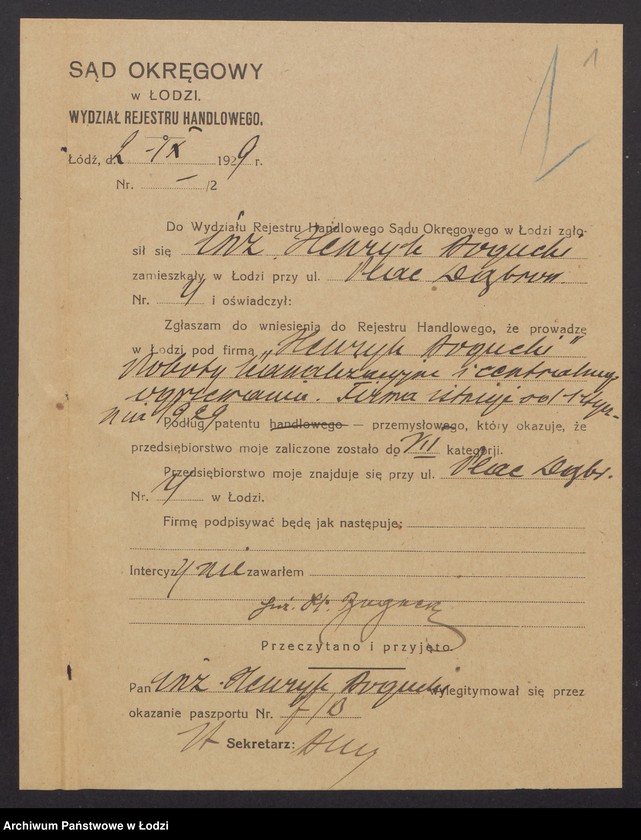 1
SĄD OKRĘGOWY
w ŁODZI.
WYDZIAŁ REJESTRU HANDLOWEGO.
Łódź, d. 2-IX 1929 r.
Nr. — /2
Do Wydziału Rejestru Handlowego Sądu Okręgowego w Łodzi zgło-
sił się inż. Henryk Bogucki
zamieszkały w Łodzi przy ul. Plac Dąbrow.
Nr. 4 i oświadczył:
Zgłaszam do wniesienia do Rejestru Handlowego, że prowadzę
w Łodzi pod firmą „Henryk Bogucki"
Roboty kanalizacyjne i centralnego
ogrzewania. Firma istnieje od 1 stycz-
nia 1929
Podług patentu handlowego — przemysłowego, który okazuje, że
przedsiębiorstwo moje zaliczone zostało do VII kategorji.
Przedsiębiorstwo moje znajduje się przy ul. Plac Dąbr.
Nr. 4 w Łodzi.
Firmę podpisywać będę jak następuje:
Intercyzy nie zawarłem
inż. H. Bogucki
Przeczytano i przyjęto
Pan inż. Henryk Bogucki wylegitymował się przez
okazanie paszportu Nr.
Sekretarz:
Archiwum Państwowe w Łodzi